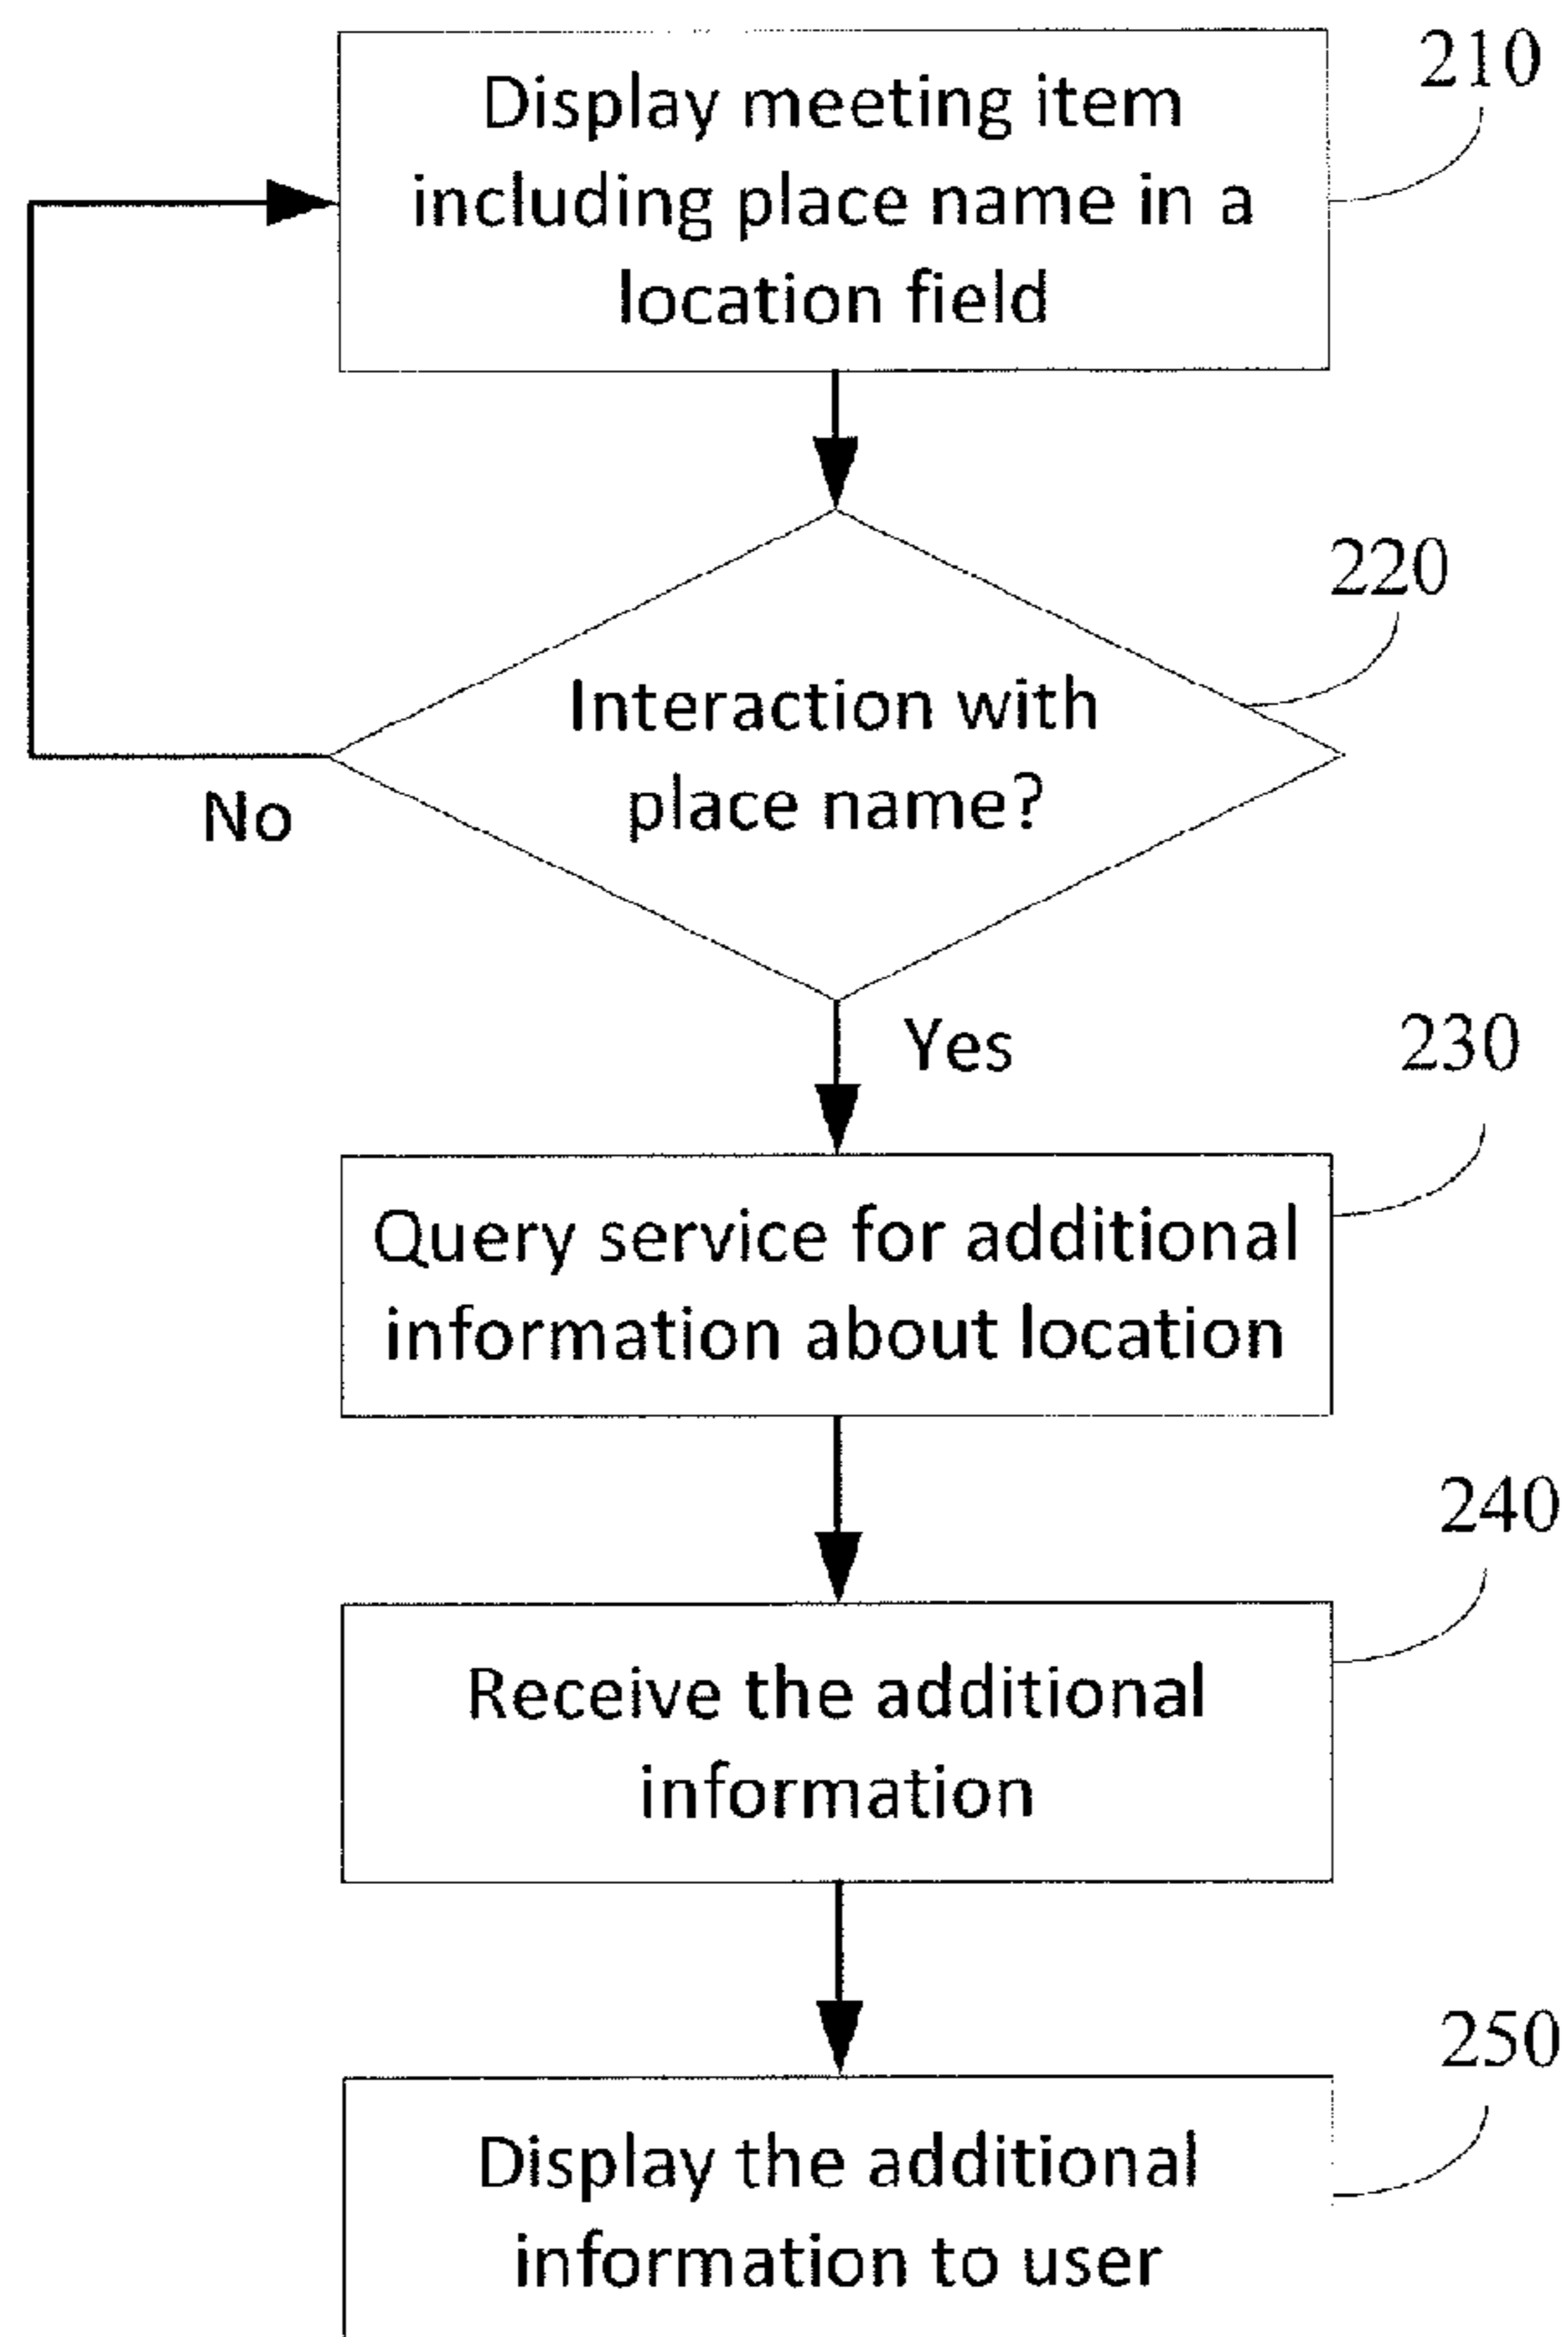 210
Display meeting item
including place name in a
location field
220
Interaction with
place name?
No
Yes
230
Query service for additional
information about location
240
Receive the additional
information
250
Display the additional
information to user